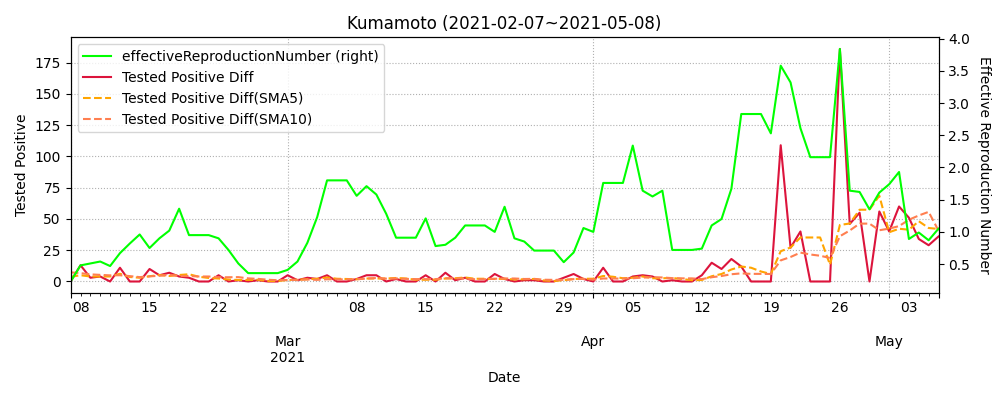 Kumamoto (2021-02-07~2021-05-08)
effectiveReproductionNumber (right)
Tested Positive Diff
Tested Positive Diff(SMA5)
Tested Positive Diff(SMA10)
Tested Positive
175
150
125
100
75
50
25
0
4.0
3.5
3.0
2.5
2.0
1.5
1.0
0.5
Effective Reproduction Number
08 15 22 08 15 22 29 05 12 19 26 03
Mar Apr May
2021
Date